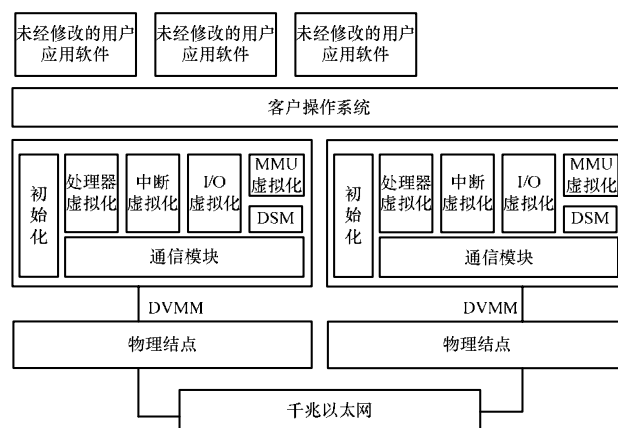 未经修改的用户
应用软件
未经修改的用户
应用软件
未经修改的用户
应用软件
客户操作系统
初始化
处理器
虚拟化
中断
虚拟化
I/O
虚拟化
MMU
虚拟化
DSM
通信模块
初始化
处理器
虚拟化
中断
虚拟化
I/O
虚拟化
MMU
虚拟化
DSM
通信模块
DVMM
DVMM
物理结点
物理结点
千兆以太网